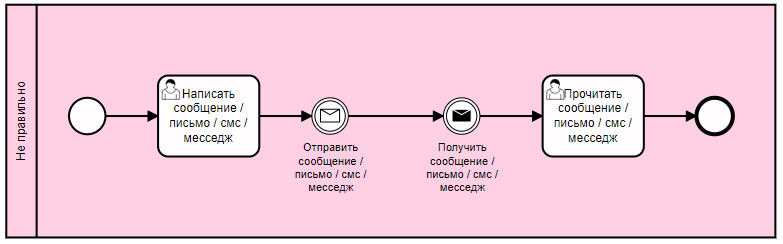 Не правильно
Написать
сообщение /
письмо / смс /
месседж
Отправить
сообщение /
письмо / смс /
месседж
Получить
сообщение /
письмо / смс /
месседж
Прочитать
сообщение /
письмо / смс /
месседж